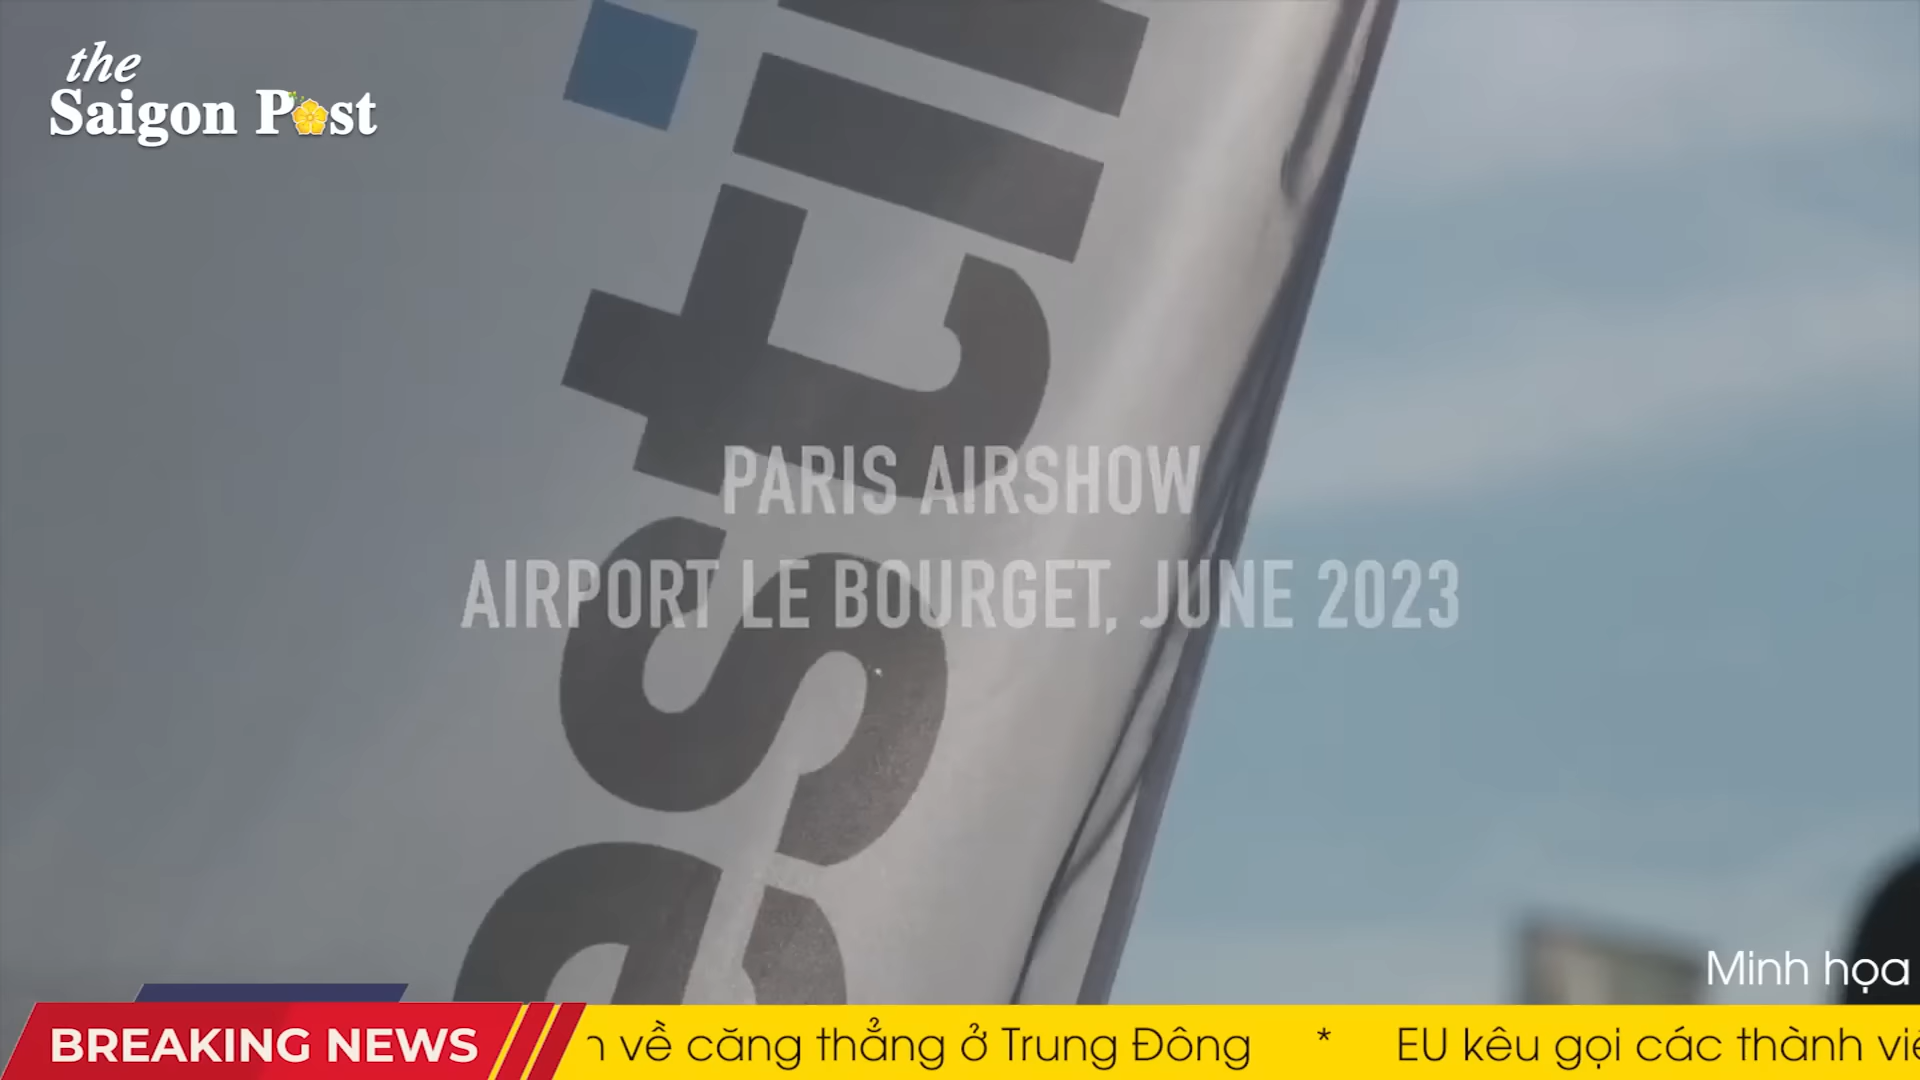 the
Saigon Post
estin
PARIS AIRSHOW
AIRPORT LE BOURGET, JUNE 2023
Minh họa
BREAKING NEWS
về căng thẳng ở Trung Đông * EU kêu gọi các thành